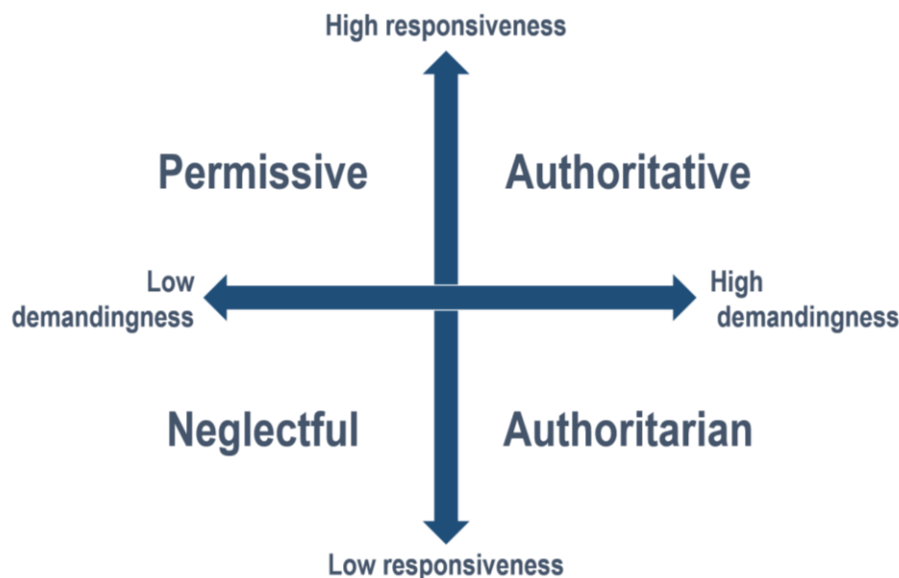 High responsiveness
Permissive
Authoritative
Low
demandingness
High
demandingness
Neglectful
Authoritarian
Low responsiveness